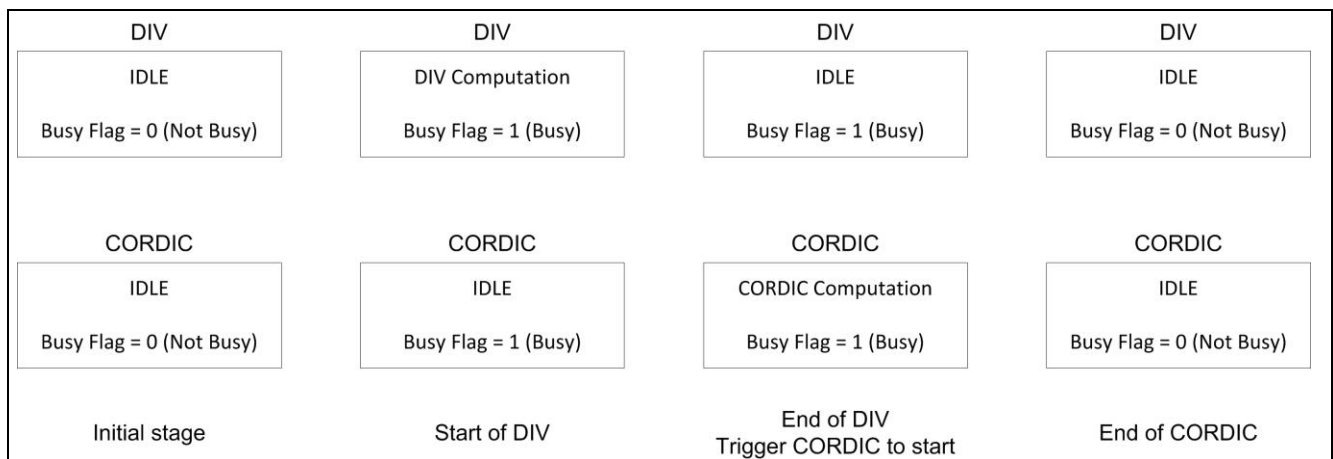 DIV
IDLE
Busy Flag = 0 (Not Busy)
DIV
DIV Computation
Busy Flag = 1 (Busy)
DIV
IDLE
Busy Flag = 1 (Busy)
DIV
IDLE
Busy Flag = 0 (Not Busy)
CORDIC
IDLE
Busy Flag = 0 (Not Busy)
CORDIC
IDLE
Busy Flag = 1 (Busy)
CORDIC
CORDIC Computation
Busy Flag = 1 (Busy)
CORDIC
IDLE
Busy Flag = 0 (Not Busy)
Initial stage
Start of DIV
End of DIV
Trigger CORDIC to start
End of CORDIC